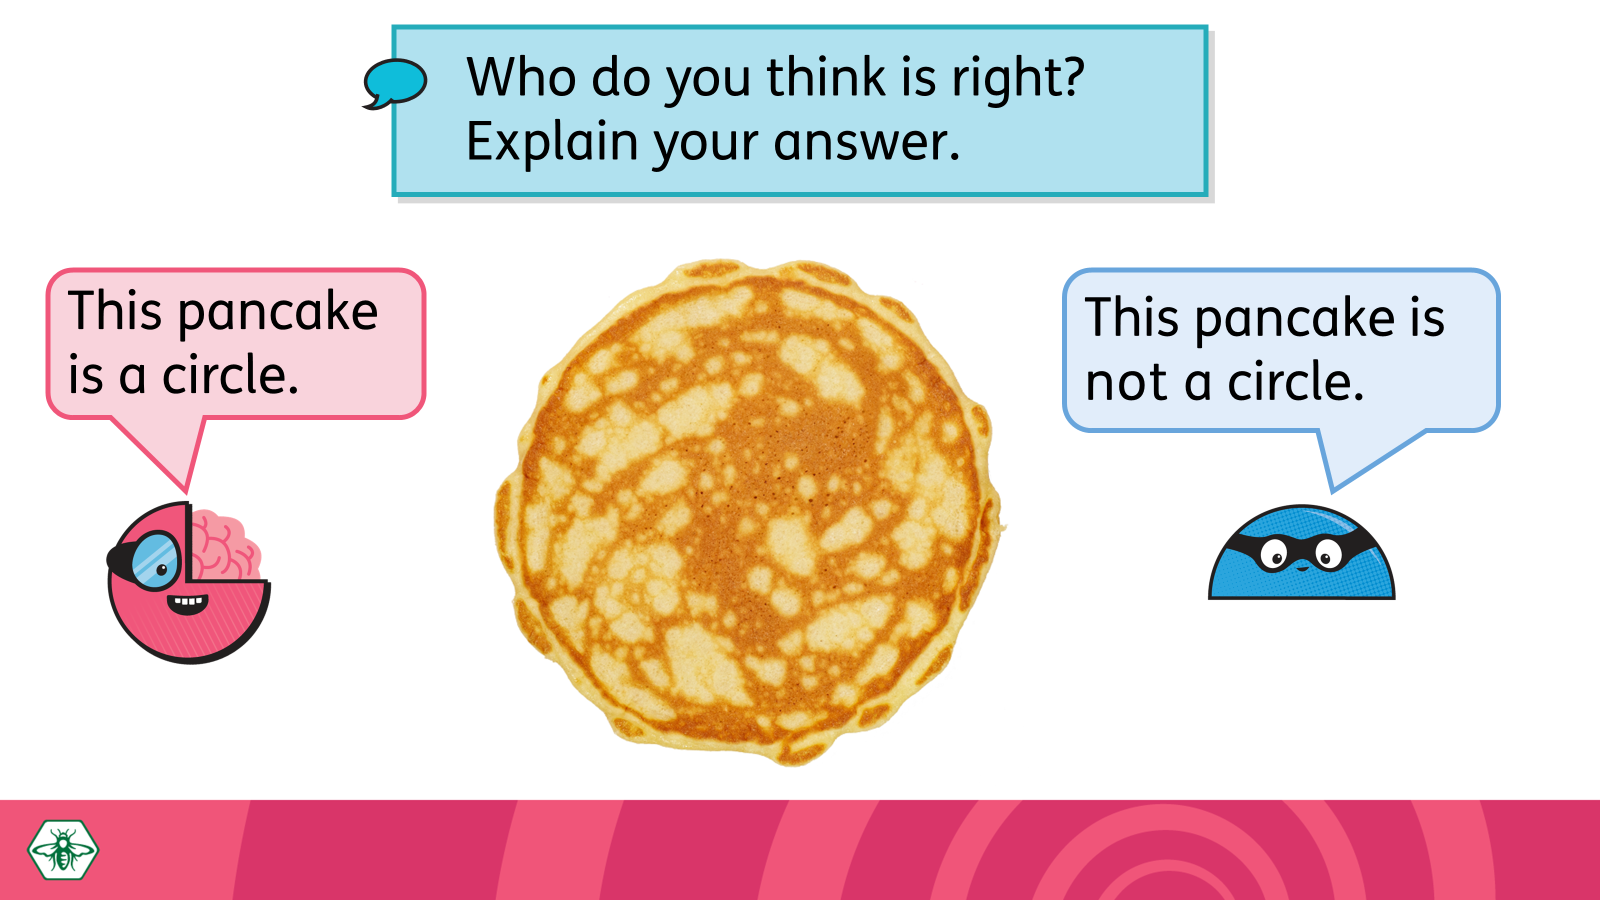 Who do you think is right?
Explain your answer.
This pancake
is a circle.
This pancake is
not a circle.